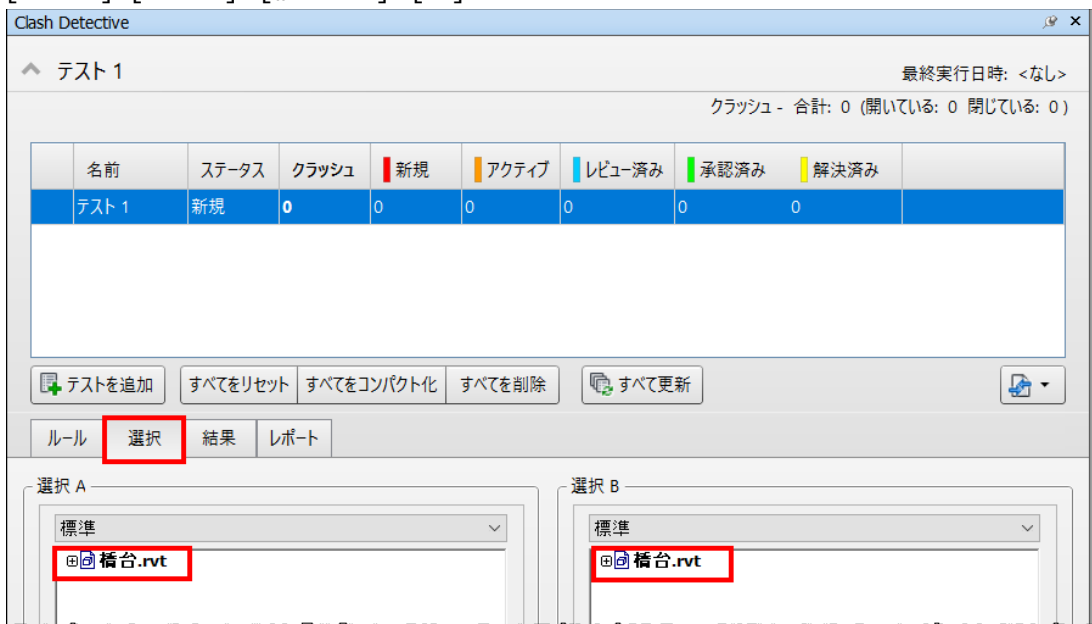 Clash Detective
テスト 1
最終実行日時: <なし>
クラッシュ - 合計: 0 (開いている: 0 閉じている: 0)
名前 ステータス クラッシュ 新規 アクティブ レビュー済み 承認済み 解決済み
テスト 1 新規 0 0 0 0 0 0
テストを追加 すべてをリセット すべてをコンパクト化 すべてを削除 すべて更新
ルール 選択 結果 レポート
選択 A 選択 B
標準 標準
橋台.rvt 橋台.rvt